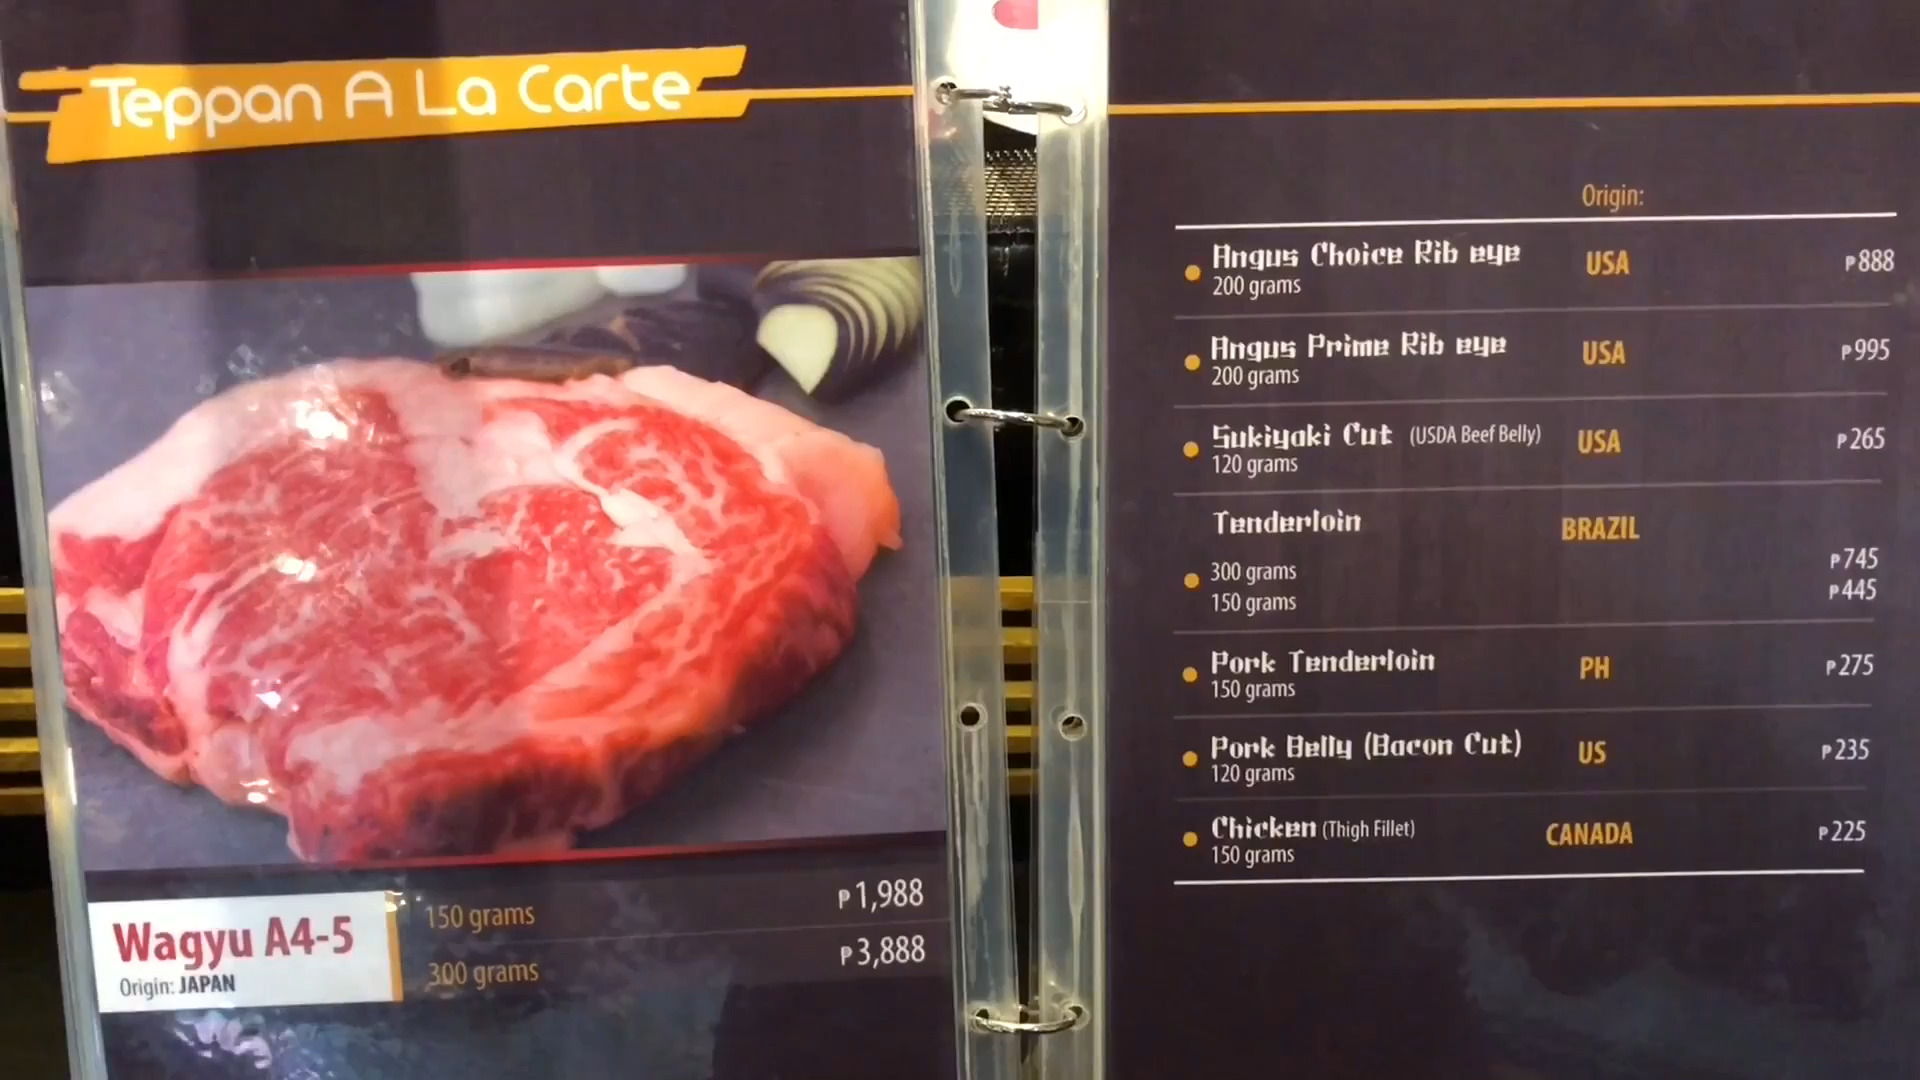 Teppan A La Carte
Wagyu A4-5
Origin: JAPAN
150 grams ₱1,988
300 grams ₱3,888
Origin:
Angus Choice Rib eye USA ₱888
200 grams
Angus Prime Rib eye USA ₱995
200 grams
Sukiyaki Cut (USDA Beef Belly) USA ₱265
120 grams
Tenderloin BRAZIL
300 grams ₱745
150 grams ₱445
Pork Tenderloin PH ₱275
150 grams
Pork Belly (Bacon Cut) US ₱235
120 grams
Chicken (Thigh Fillet) CANADA ₱225
150 grams